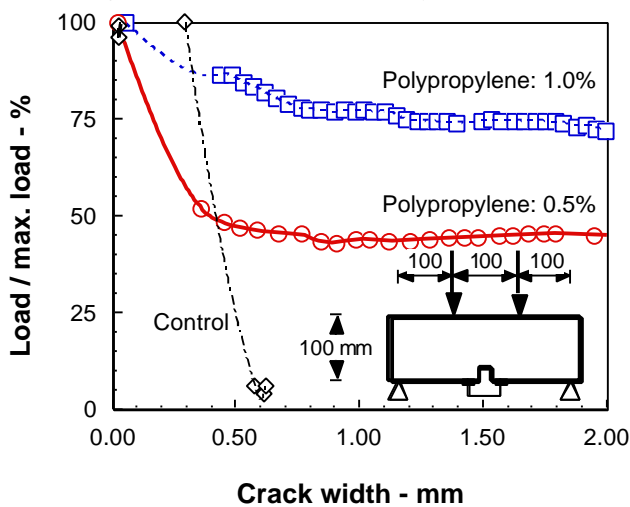 Load / max. load - %
100
75
50
25
0
Polypropylene: 1.0%
Polypropylene: 0.5%
100 100 100
Control
100 mm
0.00 0.50 1.00 1.50 2.00
Crack width - mm